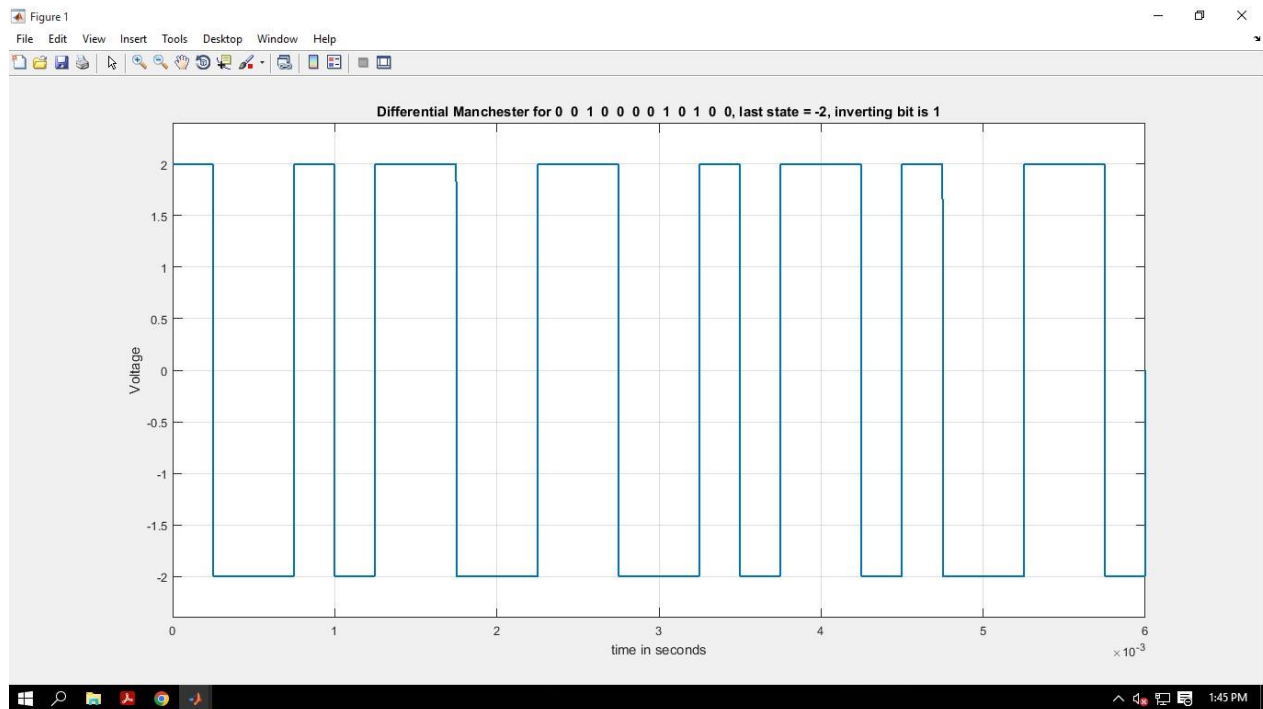 Figure 1
File Edit View Insert Tools Desktop Window Help
Differential Manchester for 0 0 1 0 0 0 0 1 0 1 0 0, last state = -2, inverting bit is 1
2
1.5
1
0.5
0
-0.5
-1
-1.5
-2
Voltage
0 1 2 3 4 5 6
time in seconds
×10-3
1:45 PM